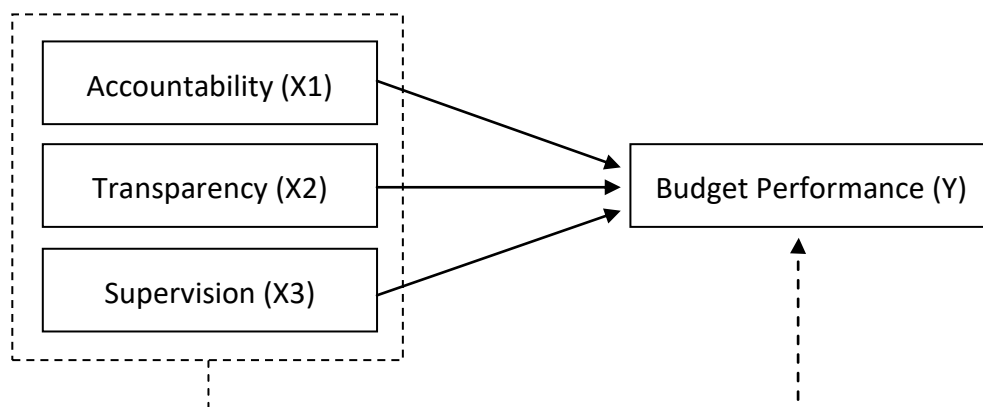 Accountability (X1)
Transparency (X2)
Budget Performance (Y)
Supervision (X3)